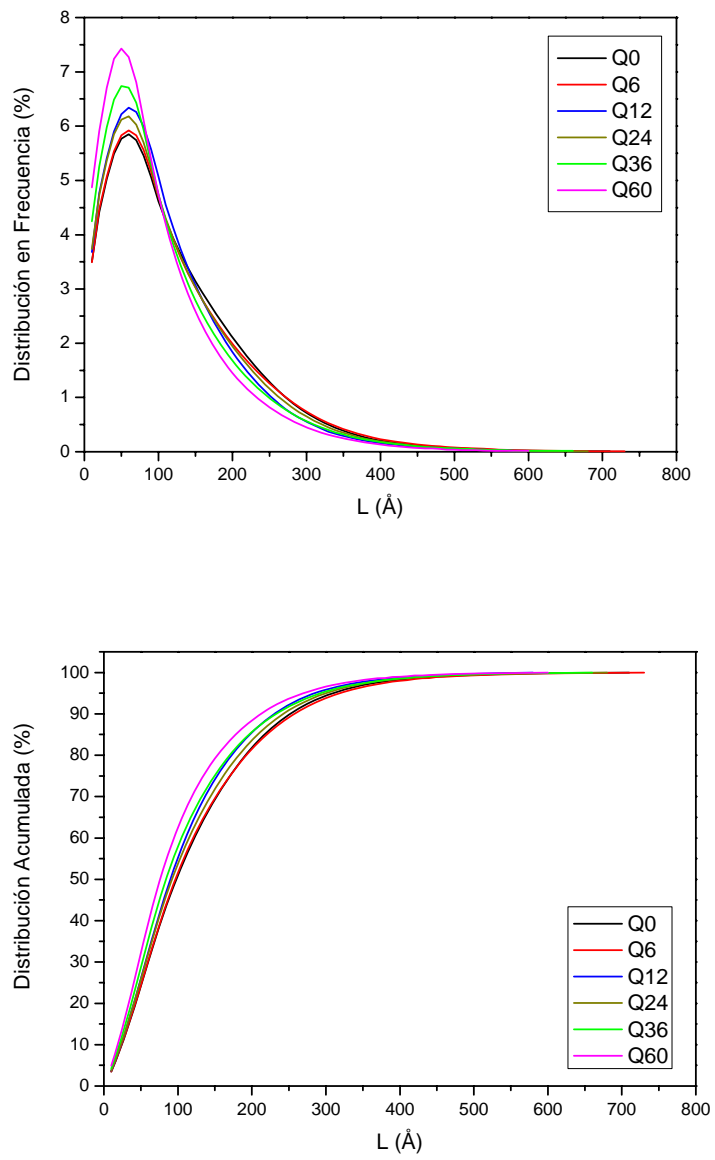 8
7
6
5
4
3
2
1
0
Distribución en Frecuencia (%)
Q0
Q6
Q12
Q24
Q36
Q60
0 100 200 300 400 500 600 700 800
L (Å)
100
90
80
70
60
50
40
30
20
10
0
Distribución Acumulada (%)
Q0
Q6
Q12
Q24
Q36
Q60
0 100 200 300 400 500 600 700 800
L (Å)